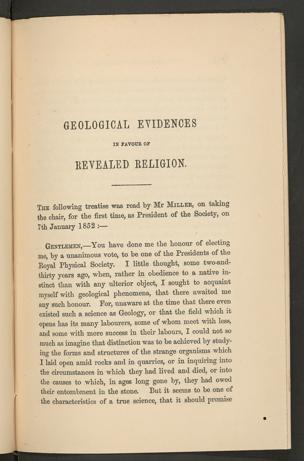 GEOLOGICAL EVIDENCES
IN FAVOUR OF
REVEALED RELIGION.
THE following treatise was read by Mr MILLER, on taking
the chair, for the first time, as President of the Society, on
7th January 1852:—
GENTLEMEN,—You have done me the honour of electing
me, by a unanimous vote, to be one of the Presidents of the
Royal Physical Society. I little thought, some two-and-
thirty years ago, when, rather in obedience to a native in-
stinct than with any ulterior object, I sought to acquaint
myself with geological phenomena, that there awaited me
any such honour. For, unaware at the time that there even
existed such a science as Geology, or that the field which it
opens has its many labourers, some of whom meet with less,
and some with more success in their labours, I could not so
much as imagine that distinction was to be achieved by study-
ing the forms and structures of the strange organisms which
I laid open amid rocks and in quarries, or in inquiring into
the circumstances in which they had lived and died, or into
the causes to which, in ages long gone by, they had owed
their entombment in the stone. But it seems to be one of
the characteristics of a true science, that it should promise